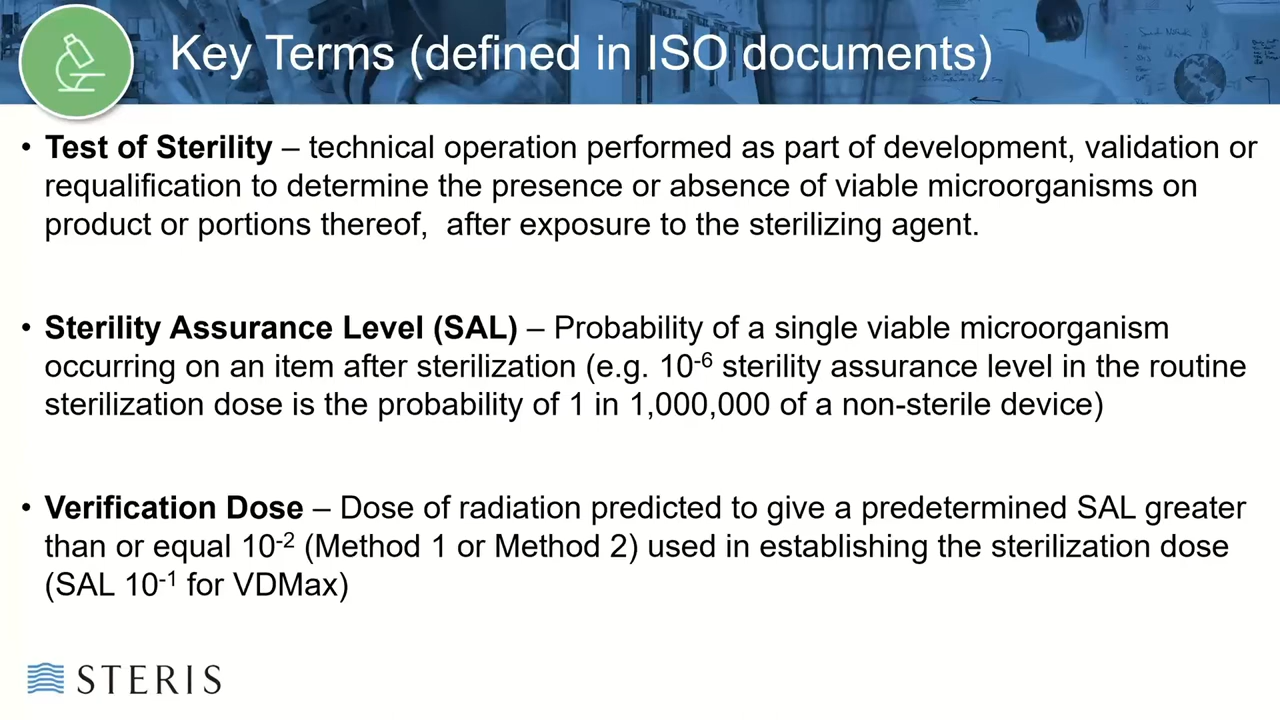 Key Terms (defined in ISO documents)
• Test of Sterility – technical operation performed as part of development, validation or
requalification to determine the presence or absence of viable microorganisms on
product or portions thereof,  after exposure to the sterilizing agent.
• Sterility Assurance Level (SAL) – Probability of a single viable microorganism
occurring on an item after sterilization (e.g. 10⁻⁶ sterility assurance level in the routine
sterilization dose is the probability of 1 in 1,000,000 of a non-sterile device)
• Verification Dose – Dose of radiation predicted to give a predetermined SAL greater
than or equal 10⁻² (Method 1 or Method 2) used in establishing the sterilization dose
(SAL 10⁻¹ for VDMax)
STERIS